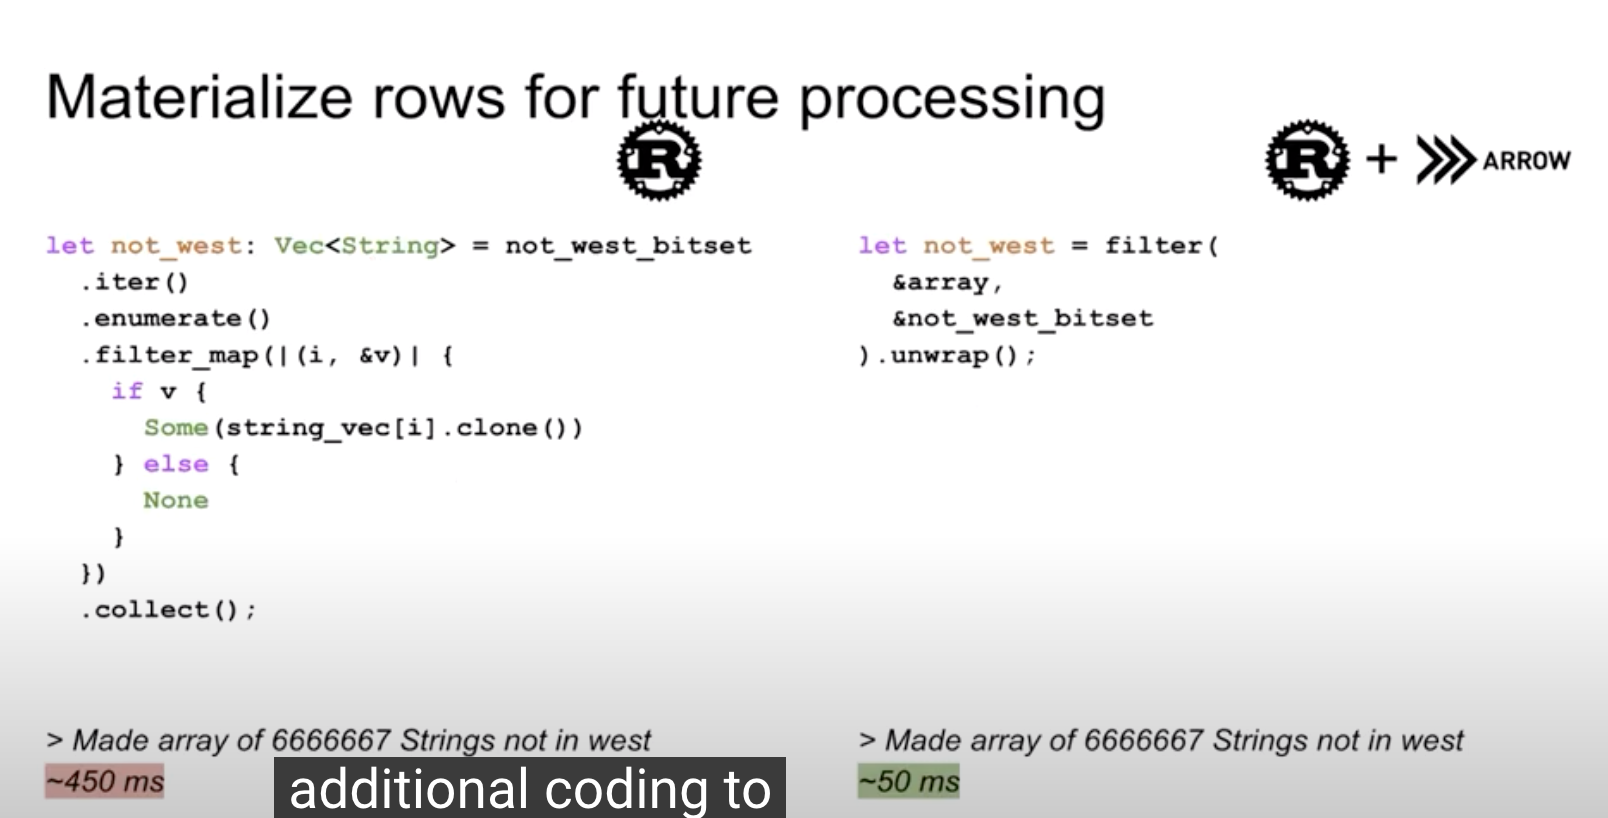 Materialize rows for future processing
R
R + ARROW
let not_west: Vec<String> = not_west_bitset
.iter()
.enumerate()
.filter_map(|(i, &v)| {
if v {
Some(string_vec[i].clone())
} else {
None
}
})
.collect();
> Made array of 6666667 Strings not in west
~450 ms
let not_west = filter(
&array,
&not_west_bitset
).unwrap();
> Made array of 6666667 Strings not in west
~50 ms
additional coding to